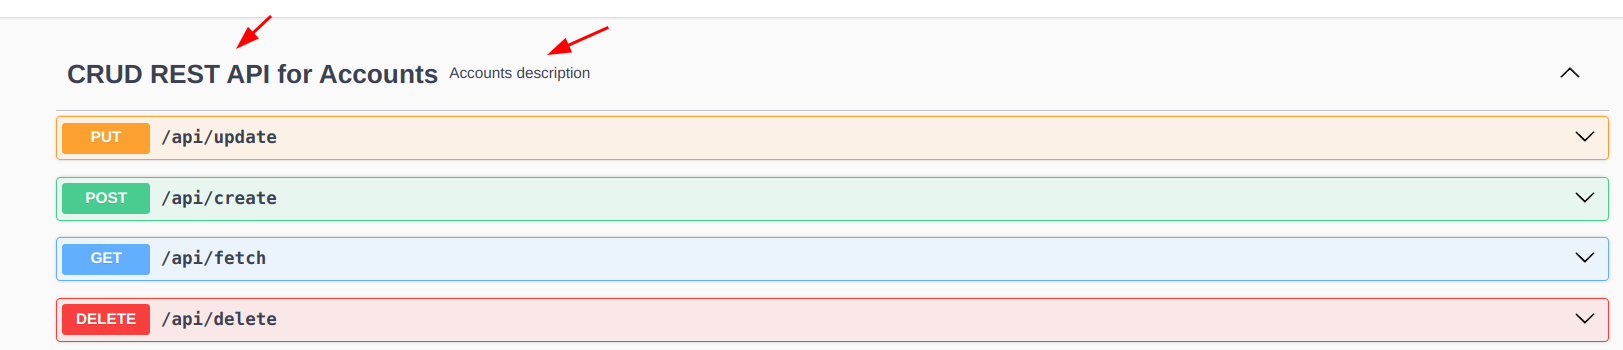 CRUD REST API for Accounts Accounts description
PUT /api/update
POST /api/create
GET /api/fetch
DELETE /api/delete